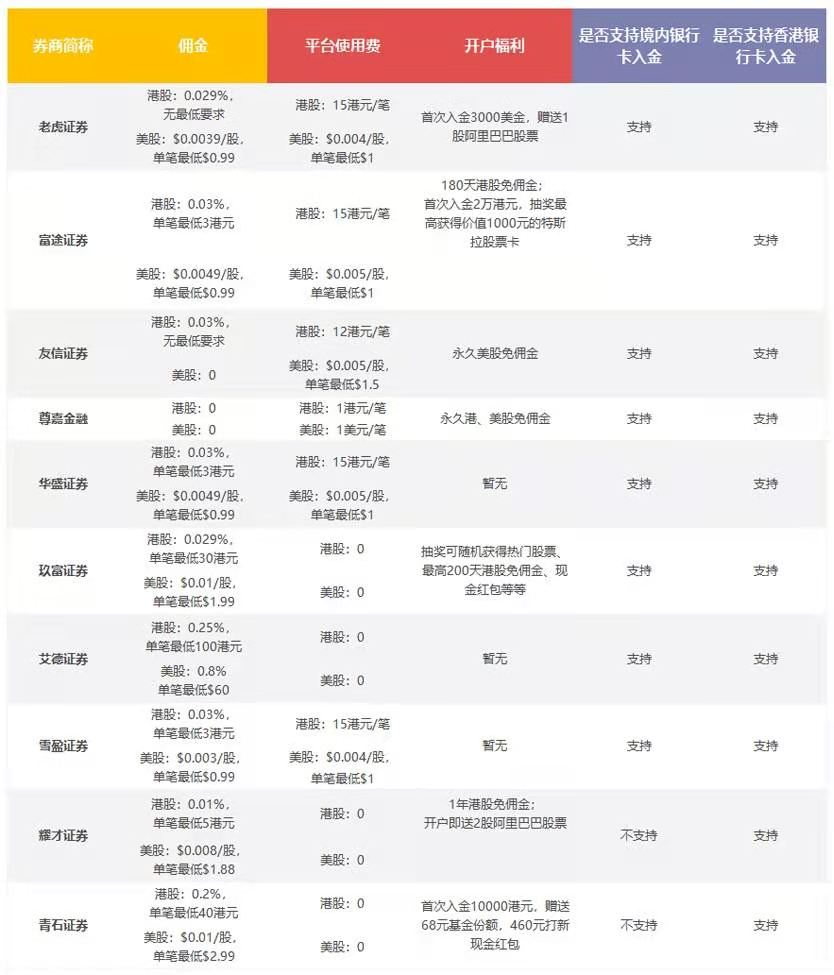 券商简称
佣金
平台使用费
开户福利
是否支持境内银行
卡入金
是否支持香港银
行卡入金
老虎证券
港股：0.029%，
无最低要求
美股：$0.0039/股，
单笔最低$0.99
港股：15港元/笔
美股：$0.004/股，
单笔最低$1
首次入金3000美金，赠送1
股阿里巴巴股票
支持
支持
富途证券
港股：0.03%，
单笔最低3港元
美股：$0.0049/股，
单笔最低$0.99
港股：15港元/笔
美股：$0.005/股，
单笔最低$1
180天港股免佣金；
首次入金2万港元，抽奖最
高获得价值1000元的特斯
拉股票卡
支持
支持
友信证券
港股：0.03%，
无最低要求
美股：0
港股：12港元/笔
美股：$0.005/股，
单笔最低$1.5
永久美股免佣金
支持
支持
尊嘉金融
港股：0
美股：0
港股：1港元/笔
美股：1美元/笔
永久港、美股免佣金
支持
支持
华盛证券
港股：0.03%，
单笔最低3港元
美股：$0.0049/股，
单笔最低$0.99
港股：15港元/笔
美股：$0.005/股，
单笔最低$1
暂无
支持
支持
玖富证券
港股：0.029%，
单笔最低30港元
美股：$0.01/股，
单笔最低$1.99
港股：0
美股：0
抽奖可随机获得热门股票、
最高200天港股免佣金、现
金红包等等
支持
支持
艾德证券
港股：0.25%，
单笔最低100港元
美股：0.8%
单笔最低$60
港股：0
美股：0
暂无
支持
支持
雪盈证券
港股：0.03%，
单笔最低3港元
美股：$0.003/股，
单笔最低$0.99
港股：15港元/笔
美股：$0.004/股，
单笔最低$1
暂无
支持
支持
耀才证券
港股：0.01%，
单笔最低5港元
美股：$0.008/股，
单笔最低$1.88
港股：0
美股：0
1年港股免佣金；
开户即送2股阿里巴巴股票
不支持
支持
青石证券
港股：0.2%，
单笔最低40港元
美股：$0.01/股，
单笔最低$2.99
港股：0
美股：0
首次入金10000港元，赠送
68元基金份额，460元打新
现金红包
不支持
支持